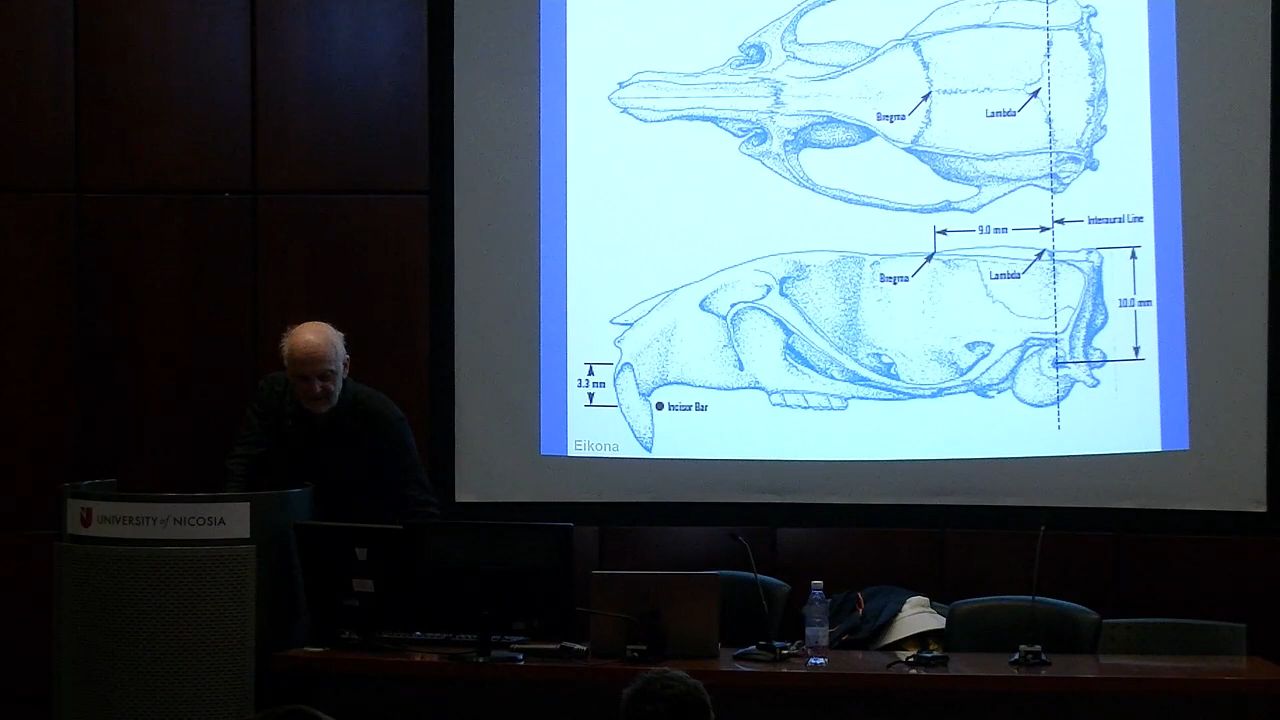 Bregma
Lambda
Interaural Line
9.0 mm
Bregma
Lambda
10.0 mm
3.3 mm
Incisor Bar
Eikona
UNIVERSITY of NICOSIA